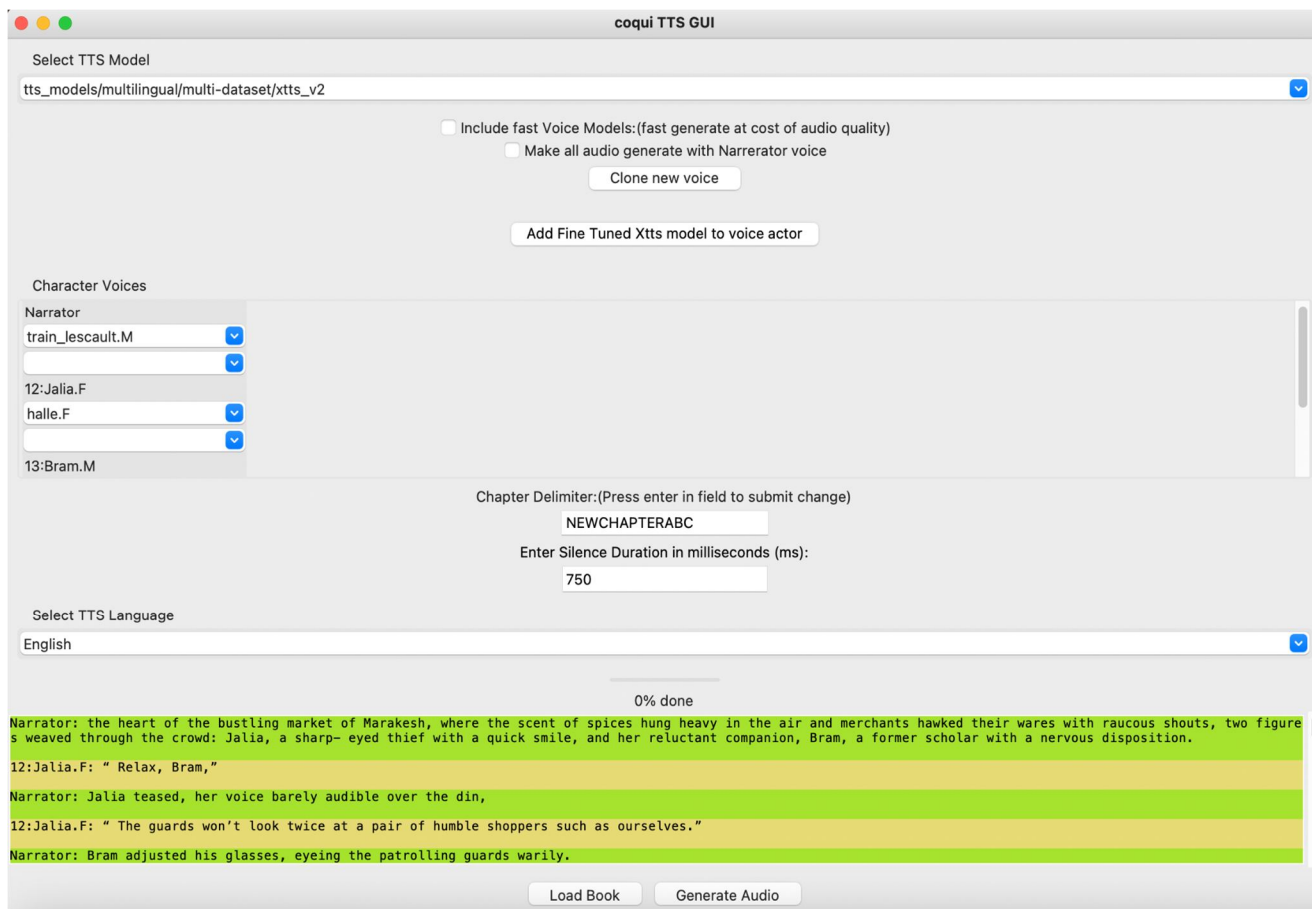 coqui TTS GUI
Select TTS Model
tts_models/multilingual/multi-dataset/xtts_v2
Include fast Voice Models:(fast generate at cost of audio quality)
Make all audio generate with Narrerator voice
Clone new voice
Add Fine Tuned Xtts model to voice actor
Character Voices
Narrator
train_lescault.M
12:Jalia.F
halle.F
13:Bram.M
Chapter Delimiter:(Press enter in field to submit change)
NEWCHAPTERABC
Enter Silence Duration in milliseconds (ms):
750
Select TTS Language
English
0% done
Narrator: the heart of the bustling market of Marakesh, where the scent of spices hung heavy in the air and merchants hawked their wares with raucous shouts, two figure
s weaved through the crowd: Jalia, a sharp- eyed thief with a quick smile, and her reluctant companion, Bram, a former scholar with a nervous disposition.
12:Jalia.F: “ Relax, Bram,”
Narrator: Jalia teased, her voice barely audible over the din,
12:Jalia.F: “ The guards won’t look twice at a pair of humble shoppers such as ourselves.”
Narrator: Bram adjusted his glasses, eyeing the patrolling guards warily.
Load Book
Generate Audio